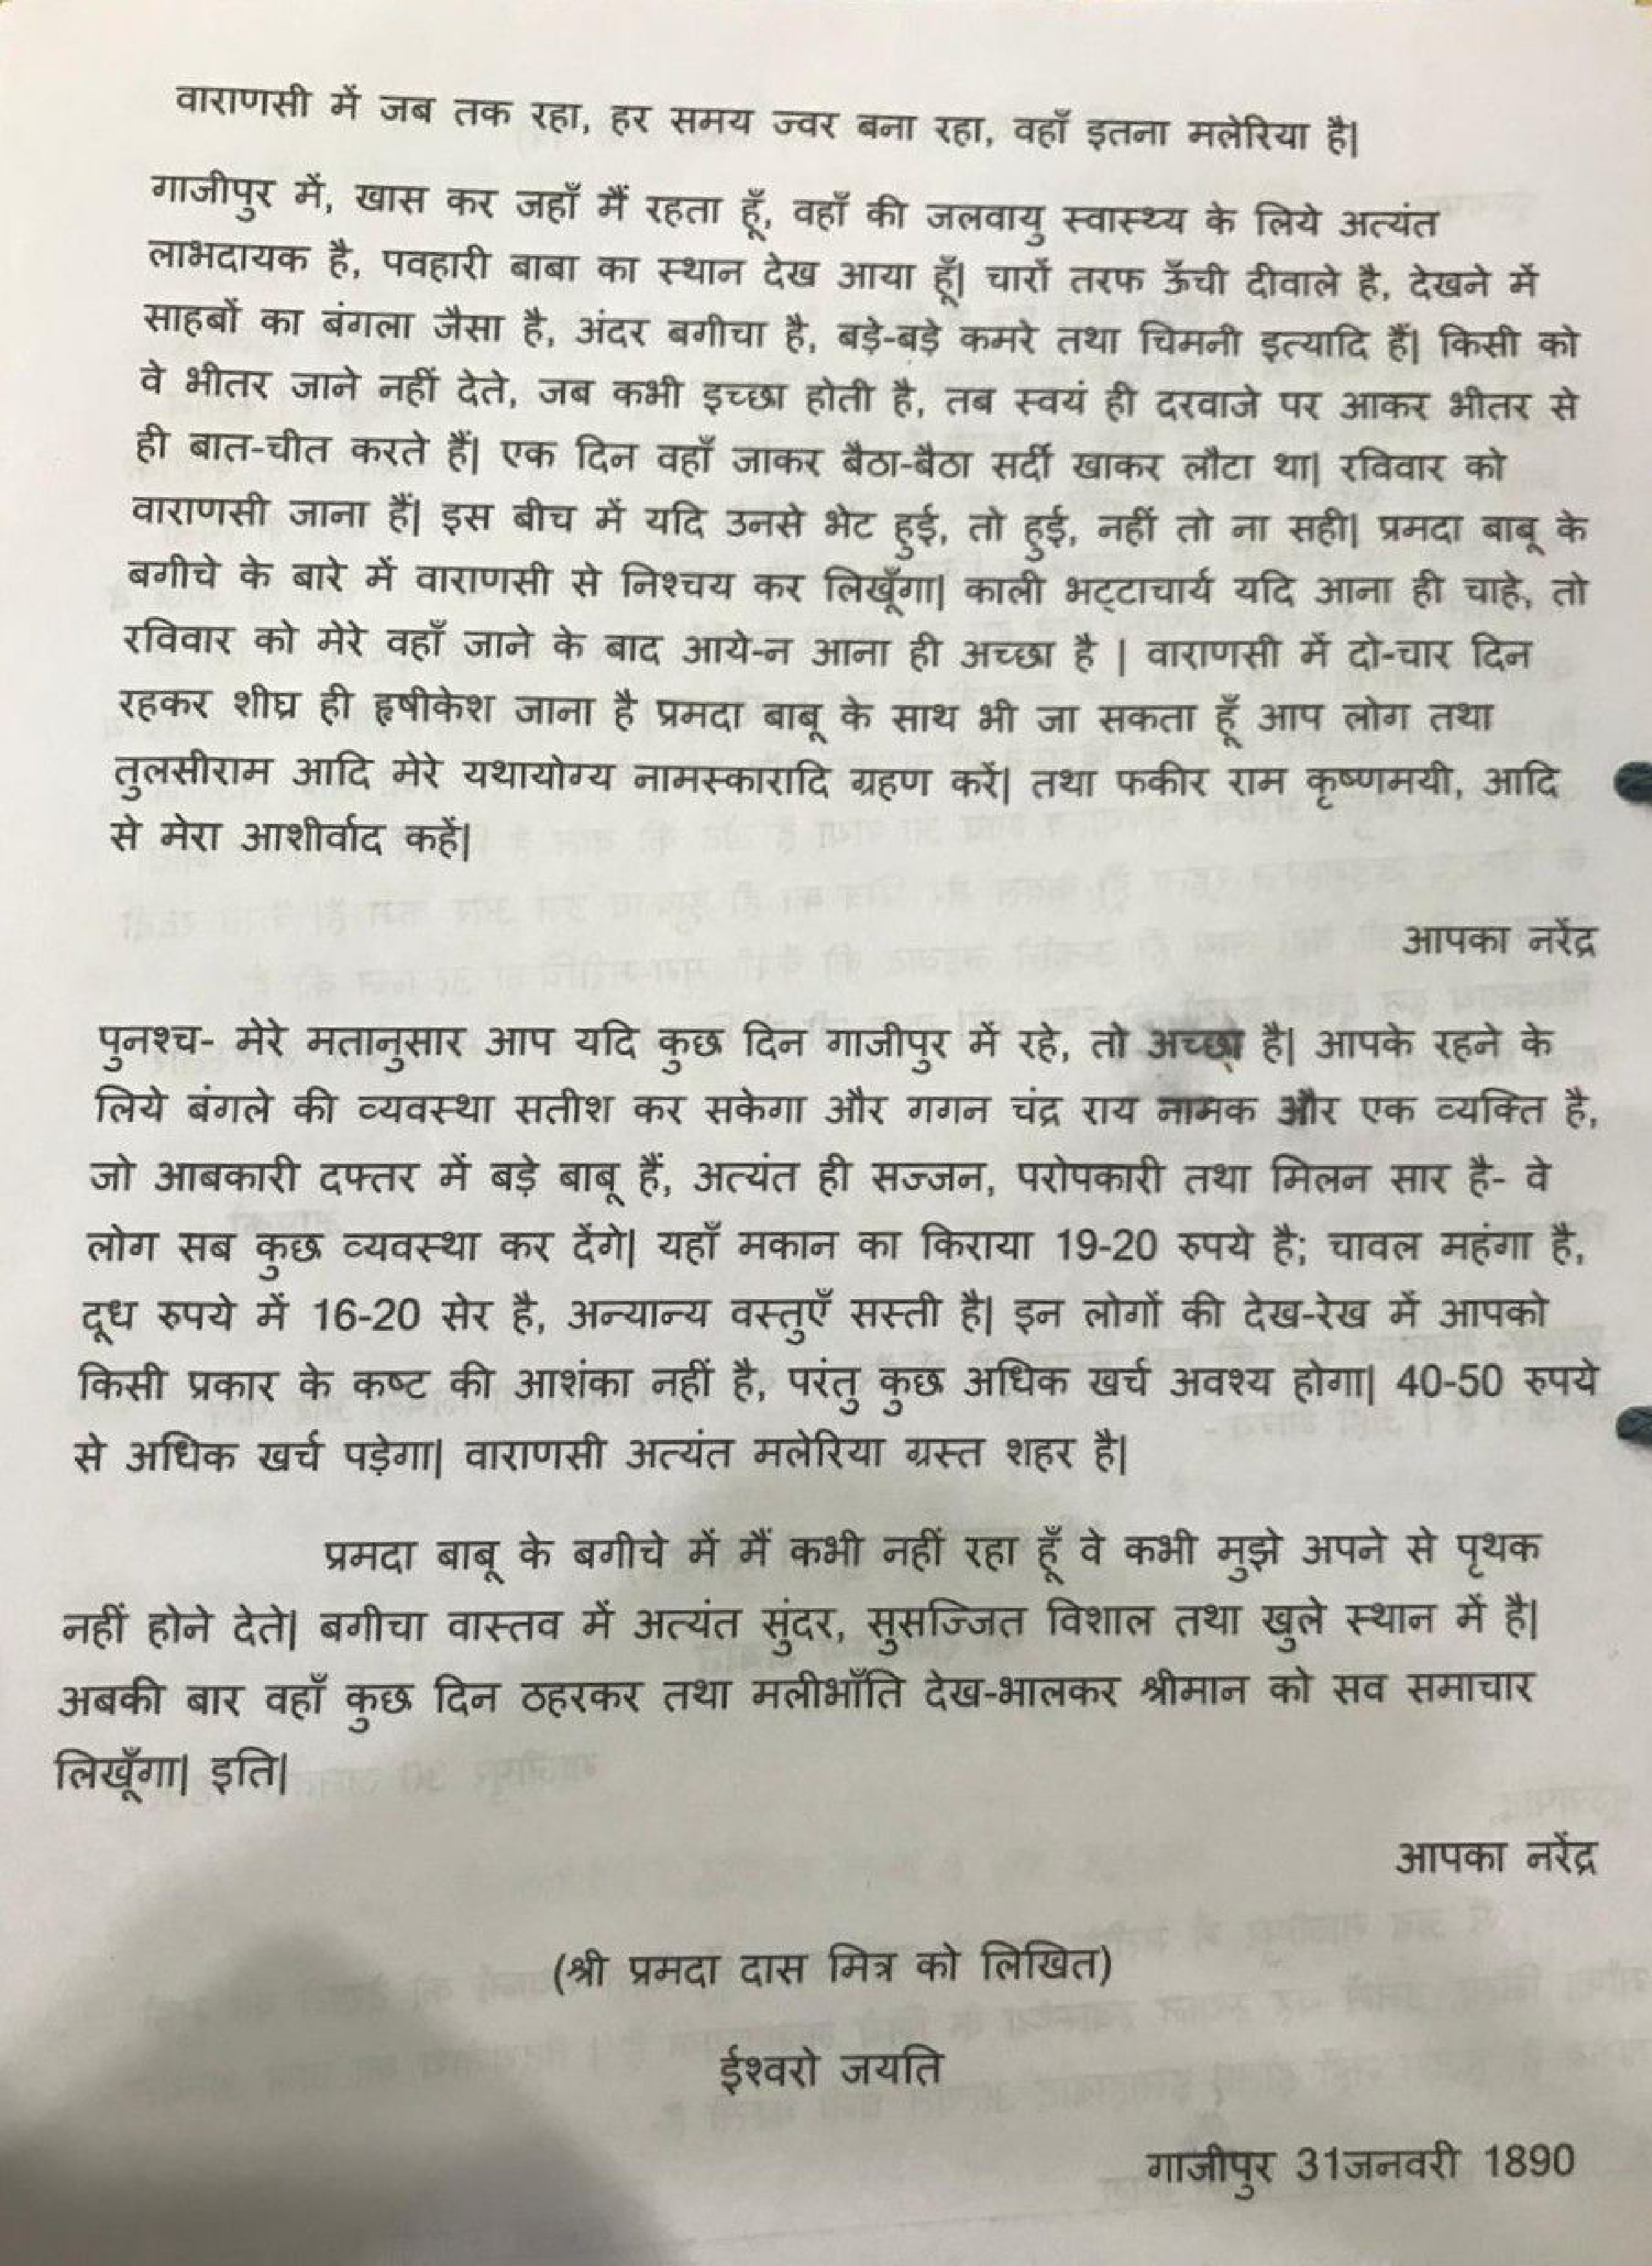 वाराणसी में जब तक रहा, हर समय ज्वर बना रहा, वहाँ इतना मलेरिया है|
गाजीपुर में, खास कर जहाँ मैं रहता हूँ, वहाँ की जलवायु स्वास्थ्य के लिये अत्यंत
लाभदायक है, पवहारी बाबा का स्थान देख आया हूँ| चारों तरफ ऊँची दीवाले है, देखने में
साहबों का बंगला जैसा है, अंदर बगीचा है, बड़े-बड़े कमरे तथा चिमनी इत्यादि हैं| किसी को
वे भीतर जाने नहीं देते, जब कभी इच्छा होती है, तब स्वयं ही दरवाजे पर आकर भीतर से
ही बात-चीत करते हैं| एक दिन वहाँ जाकर बैठा-बैठा सर्दी खाकर लौटा था| रविवार को
वाराणसी जाना हैं| इस बीच में यदि उनसे भेट हुई, तो हुई, नहीं तो ना सही| प्रमदा बाबू के
बगीचे के बारे में वाराणसी से निश्चय कर लिखूँगा| काली भट्टाचार्य यदि आना ही चाहे, तो
रविवार को मेरे वहाँ जाने के बाद आये-न आना ही अच्छा है | वाराणसी में दो-चार दिन
रहकर शीघ्र ही हृषीकेश जाना है प्रमदा बाबू के साथ भी जा सकता हूँ आप लोग तथा
तुलसीराम आदि मेरे यथायोग्य नामस्कारादि ग्रहण करें| तथा फकीर राम कृष्णमयी, आदि
से मेरा आशीर्वाद कहें|
आपका नरेंद्र
पुनश्च- मेरे मतानुसार आप यदि कुछ दिन गाजीपुर में रहे, तो अच्छा है| आपके रहने के
लिये बंगले की व्यवस्था सतीश कर सकेगा और गगन चंद्र राय नामक और एक व्यक्ति है,
जो आबकारी दफ्तर में बड़े बाबू हैं, अत्यंत ही सज्जन, परोपकारी तथा मिलन सार है- वे
लोग सब कुछ व्यवस्था कर देंगे| यहाँ मकान का किराया 19-20 रुपये है; चावल महंगा है,
दूध रुपये में 16-20 सेर है, अन्यान्य वस्तुएँ सस्ती है| इन लोगों की देख-रेख में आपको
किसी प्रकार के कष्ट की आशंका नहीं है, परंतु कुछ अधिक खर्च अवश्य होगा| 40-50 रुपये
से अधिक खर्च पड़ेगा| वाराणसी अत्यंत मलेरिया ग्रस्त शहर है|
प्रमदा बाबू के बगीचे में मैं कभी नहीं रहा हूँ वे कभी मुझे अपने से पृथक
नहीं होने देते| बगीचा वास्तव में अत्यंत सुंदर, सुसज्जित विशाल तथा खुले स्थान में है|
अबकी बार वहाँ कुछ दिन ठहरकर तथा मलीभाँति देख-भालकर श्रीमान को सव समाचार
लिखूँगा| इति|
आपका नरेंद्र
(श्री प्रमदा दास मित्र को लिखित)
ईश्वरो जयति
गाजीपुर 31जनवरी 1890